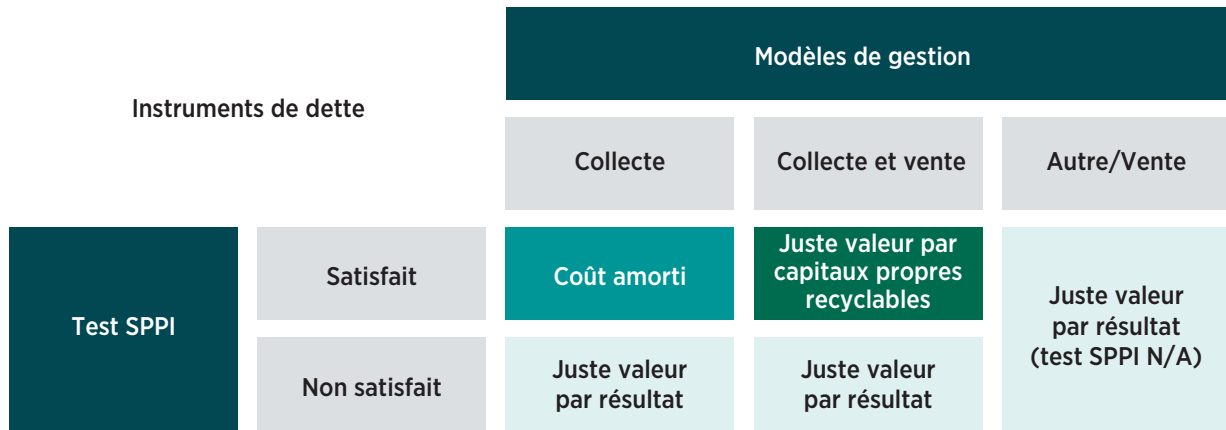 Modèles de gestion
Instruments de dette
Collecte
Collecte et vente
Autre/Vente
Test SPPI
Satisfait
Coût amorti
Juste valeur par
capitaux propres
recyclables
Juste valeur
par résultat
(test SPPI N/A)
Non satisfait
Juste valeur
par résultat
Juste valeur
par résultat